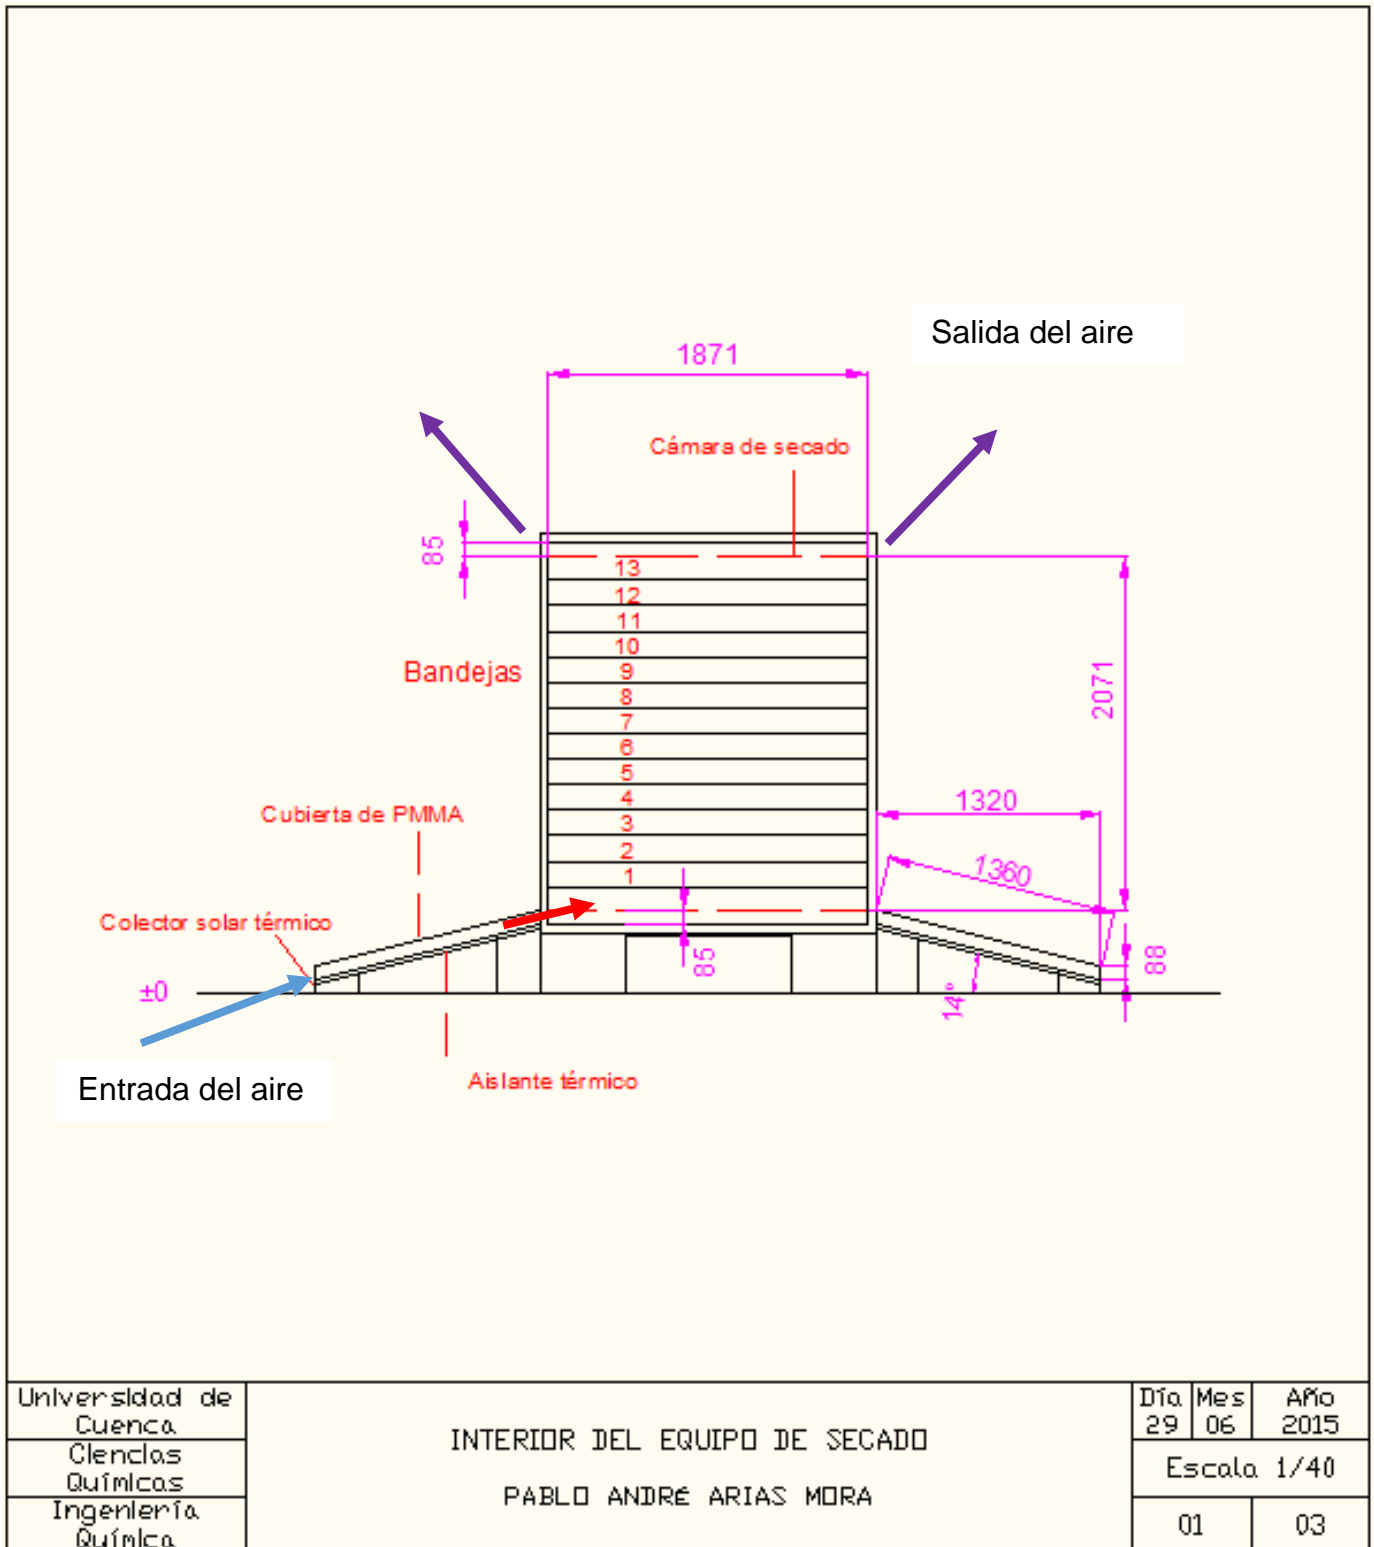 Salida del aire
1871
Cámara de secado
85
13
12
11
10
9
8
7
6
5
4
3
2
1
Bandejas
2071
Cubierta de PMMA
1320
1360
Colector solar térmico
85
88
14°
±0
Entrada del aire
Aislante térmico
Universidad de
Cuenca
Ciencias
Químicas
Ingeniería
Química
INTERIOR DEL EQUIPO DE SECADO
PABLO ANDRÉ ARIAS MORA
Día Mes Año
29 06 2015
Escala 1/40
01 03